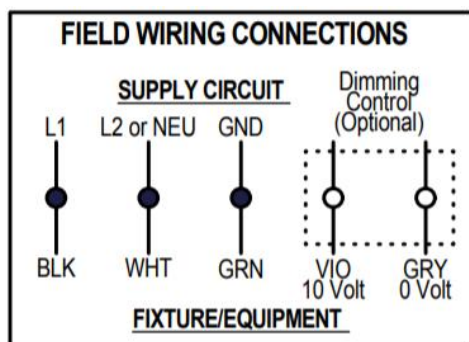 FIELD WIRING CONNECTIONS
SUPPLY CIRCUIT
Dimming
Control
(Optional)
L1 L2 or NEU GND
BLK WHT GRN VIO GRY
10 Volt 0 Volt
FIXTURE/EQUIPMENT